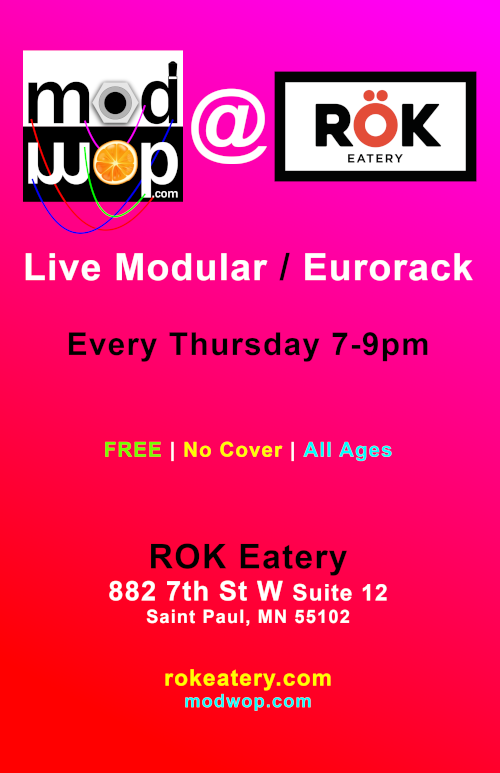 mod
wop
.com
@
RÖK
EATERY
Live Modular / Eurorack
Every Thursday 7-9pm
FREE | No Cover | All Ages
ROK Eatery
882 7th St W Suite 12
Saint Paul, MN 55102
rokeatery.com
modwop.com